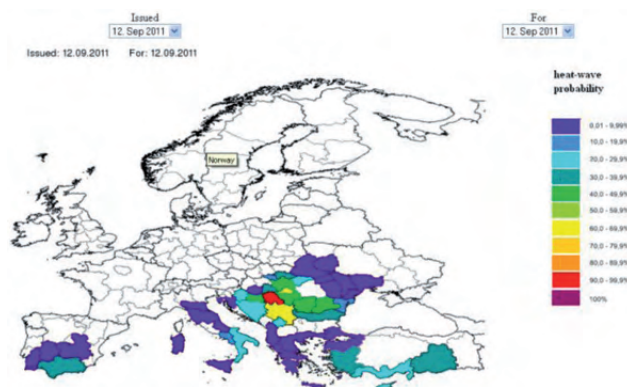 Issued
12. Sep 2011
For
12. Sep 2011
Issued: 12.09.2011 For: 12.09.2011
heat-wave
probability
Norway
0,01 - 9,99%
10,0 - 19,9%
20,0 - 29,9%
30,0 - 39,9%
40,0 - 49,9%
50,0 - 59,9%
60,0 - 69,9%
70,0 - 79,9%
80,0 - 89,9%
90,0 - 99,9%
100%